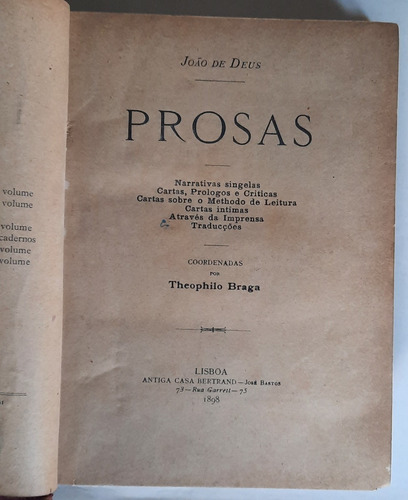 volume
volume
volume
cadernos
volume
volume
JOÃO DE DEUS
PROSAS
Narrativas singelas
Cartas, Prologos e Criticas
Cartas sobre o Methodo de Leitura
Cartas intimas
Através da Imprensa
Traducções
COORDENADAS
POR
Theophilo Braga
LISBOA
ANTIGA CASA BERTRAND—JOSÉ BASTOS
73—Rua Garrett—75
1898